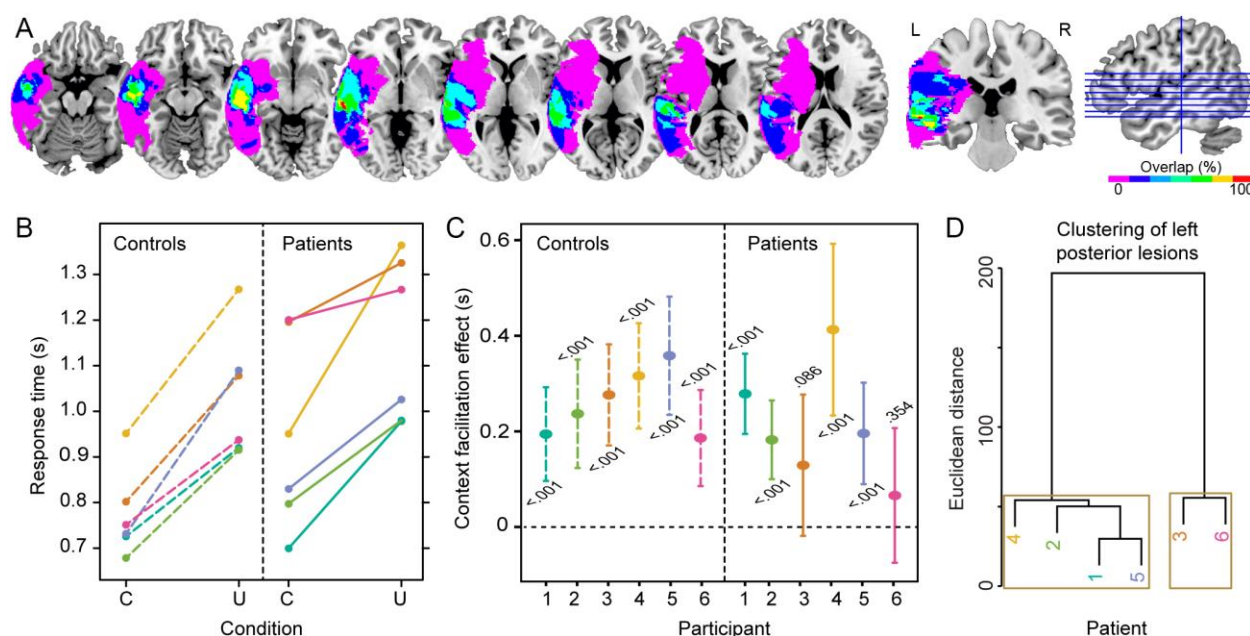 A
L R
Overlap (%)
0 100
B
Controls Patients
Response time (s)
1.3
1.2
1.1
1.0
0.9
0.8
0.7
C U C U
Condition
C
Controls Patients
Context facilitation effect (s)
0.6
0.4
0.2
0
<.001
<.001
<.001
<.001
<.001
<.001
<.001
<.001
.086
<.001
<.001
.354
1 2 3 4 5 6 1 2 3 4 5 6
Participant
D
Clustering of left
posterior lesions
Euclidean distance
200
100
0
4 2 1 5 3 6
Patient